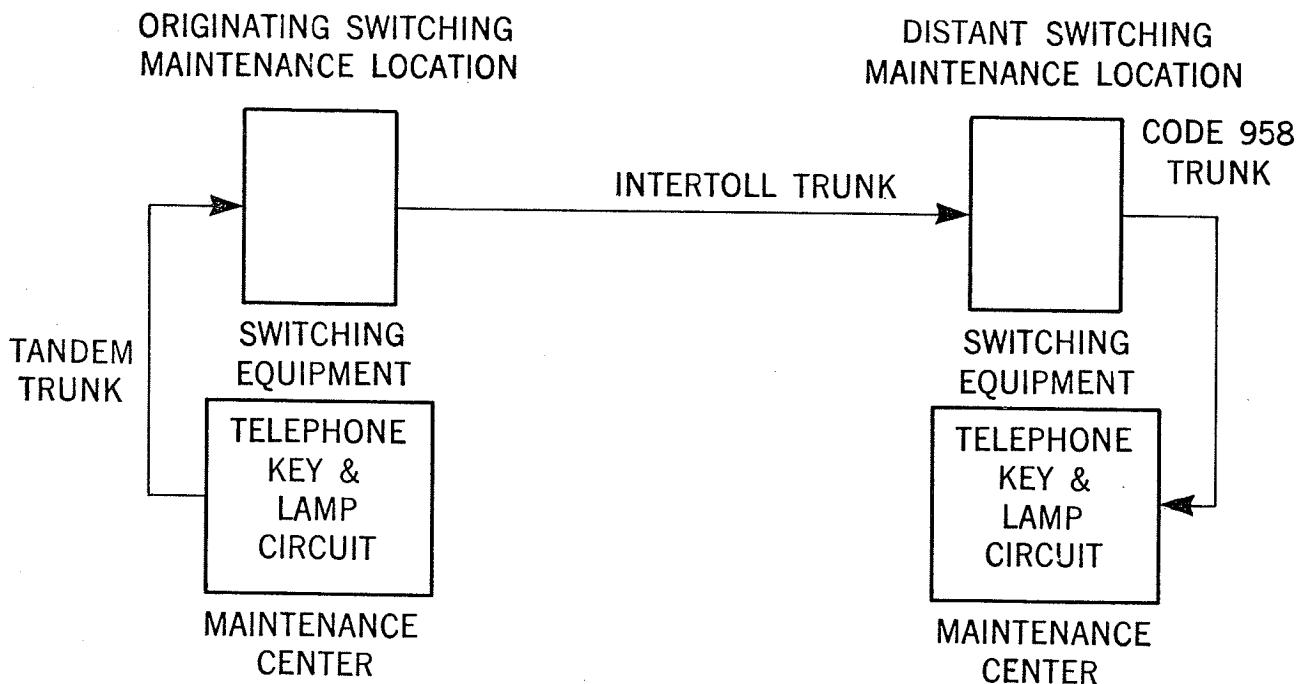 ORIGINATING SWITCHING
MAINTENANCE LOCATION
DISTANT SWITCHING
MAINTENANCE LOCATION
CODE 958
TRUNK
INTERTOLL TRUNK
TANDEM
TRUNK
SWITCHING
EQUIPMENT
SWITCHING
EQUIPMENT
TELEPHONE
KEY &
LAMP
CIRCUIT
TELEPHONE
KEY &
LAMP
CIRCUIT
MAINTENANCE
CENTER
MAINTENANCE
CENTER